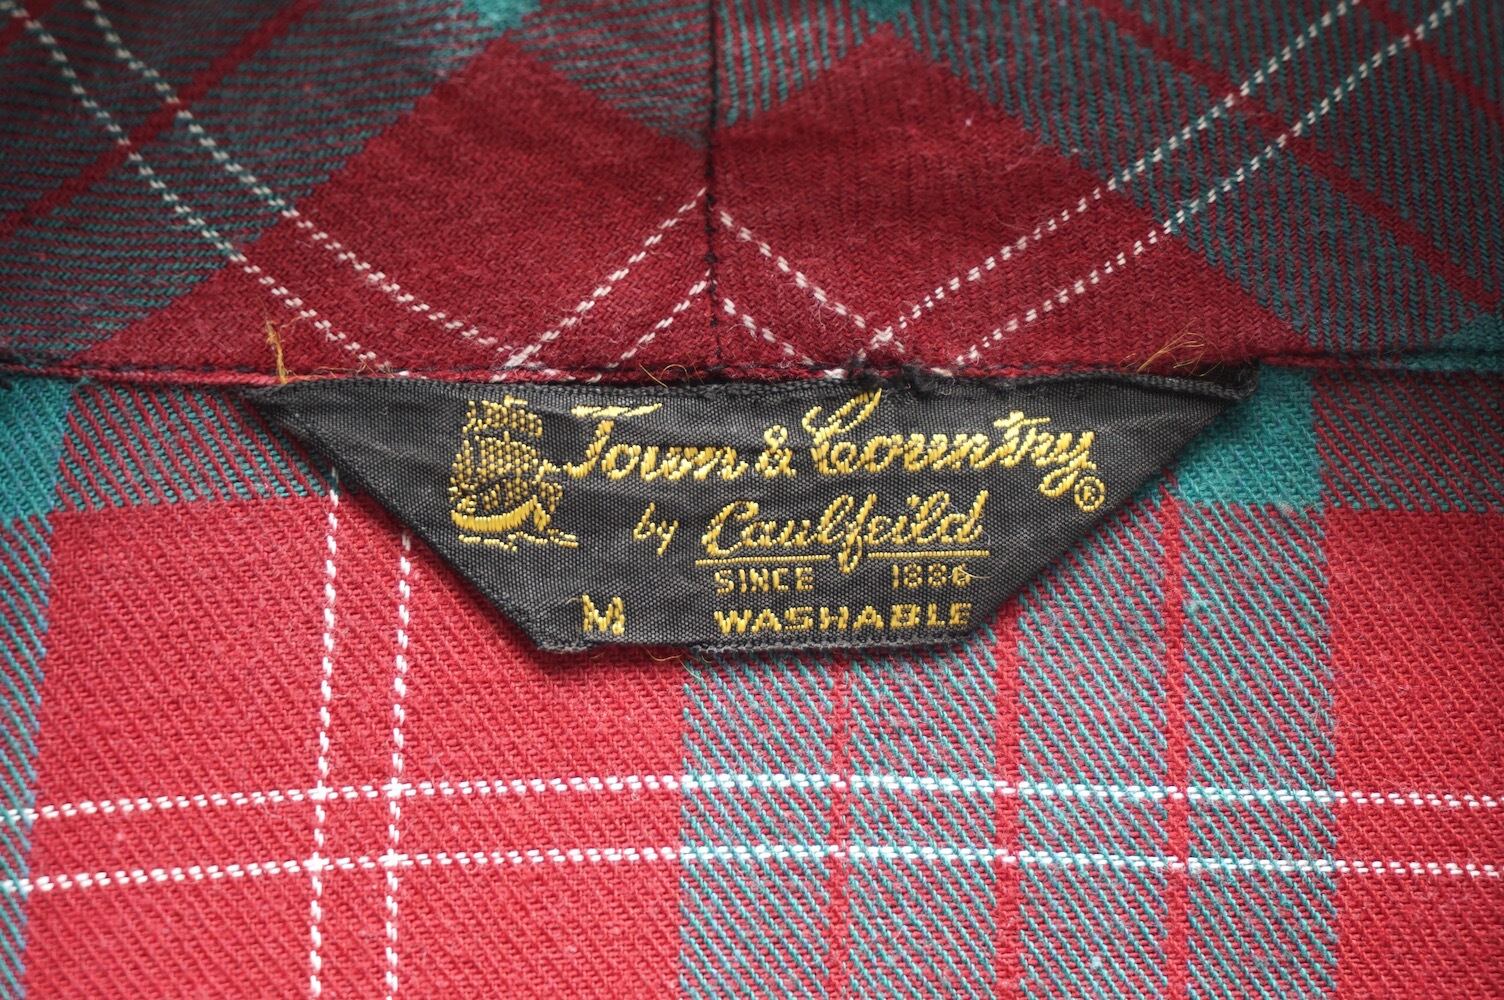 Town & Country ®
by Caulfeild
SINCE 1886
M WASHABLE